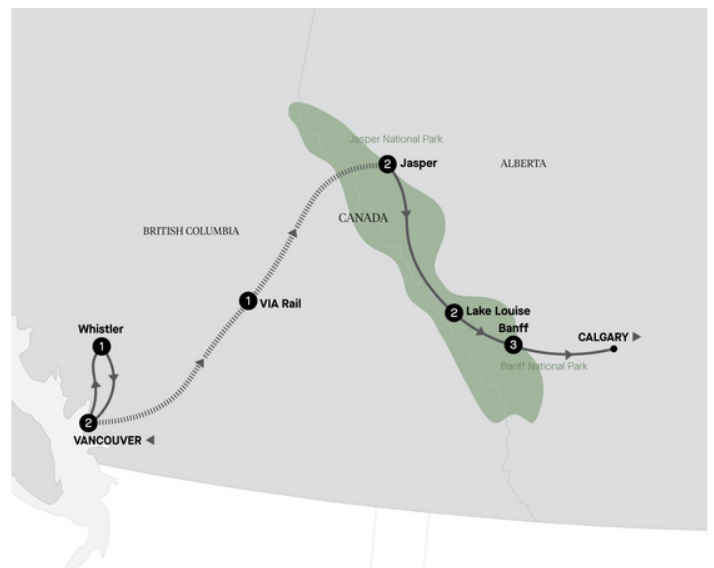 Jasper National Park
2 Jasper
ALBERTA
CANADA
BRITISH COLUMBIA
1 VIA Rail
2 Lake Louise
Whistler
1
Banff
3
CALGARY
Banff National Park
2
VANCOUVER